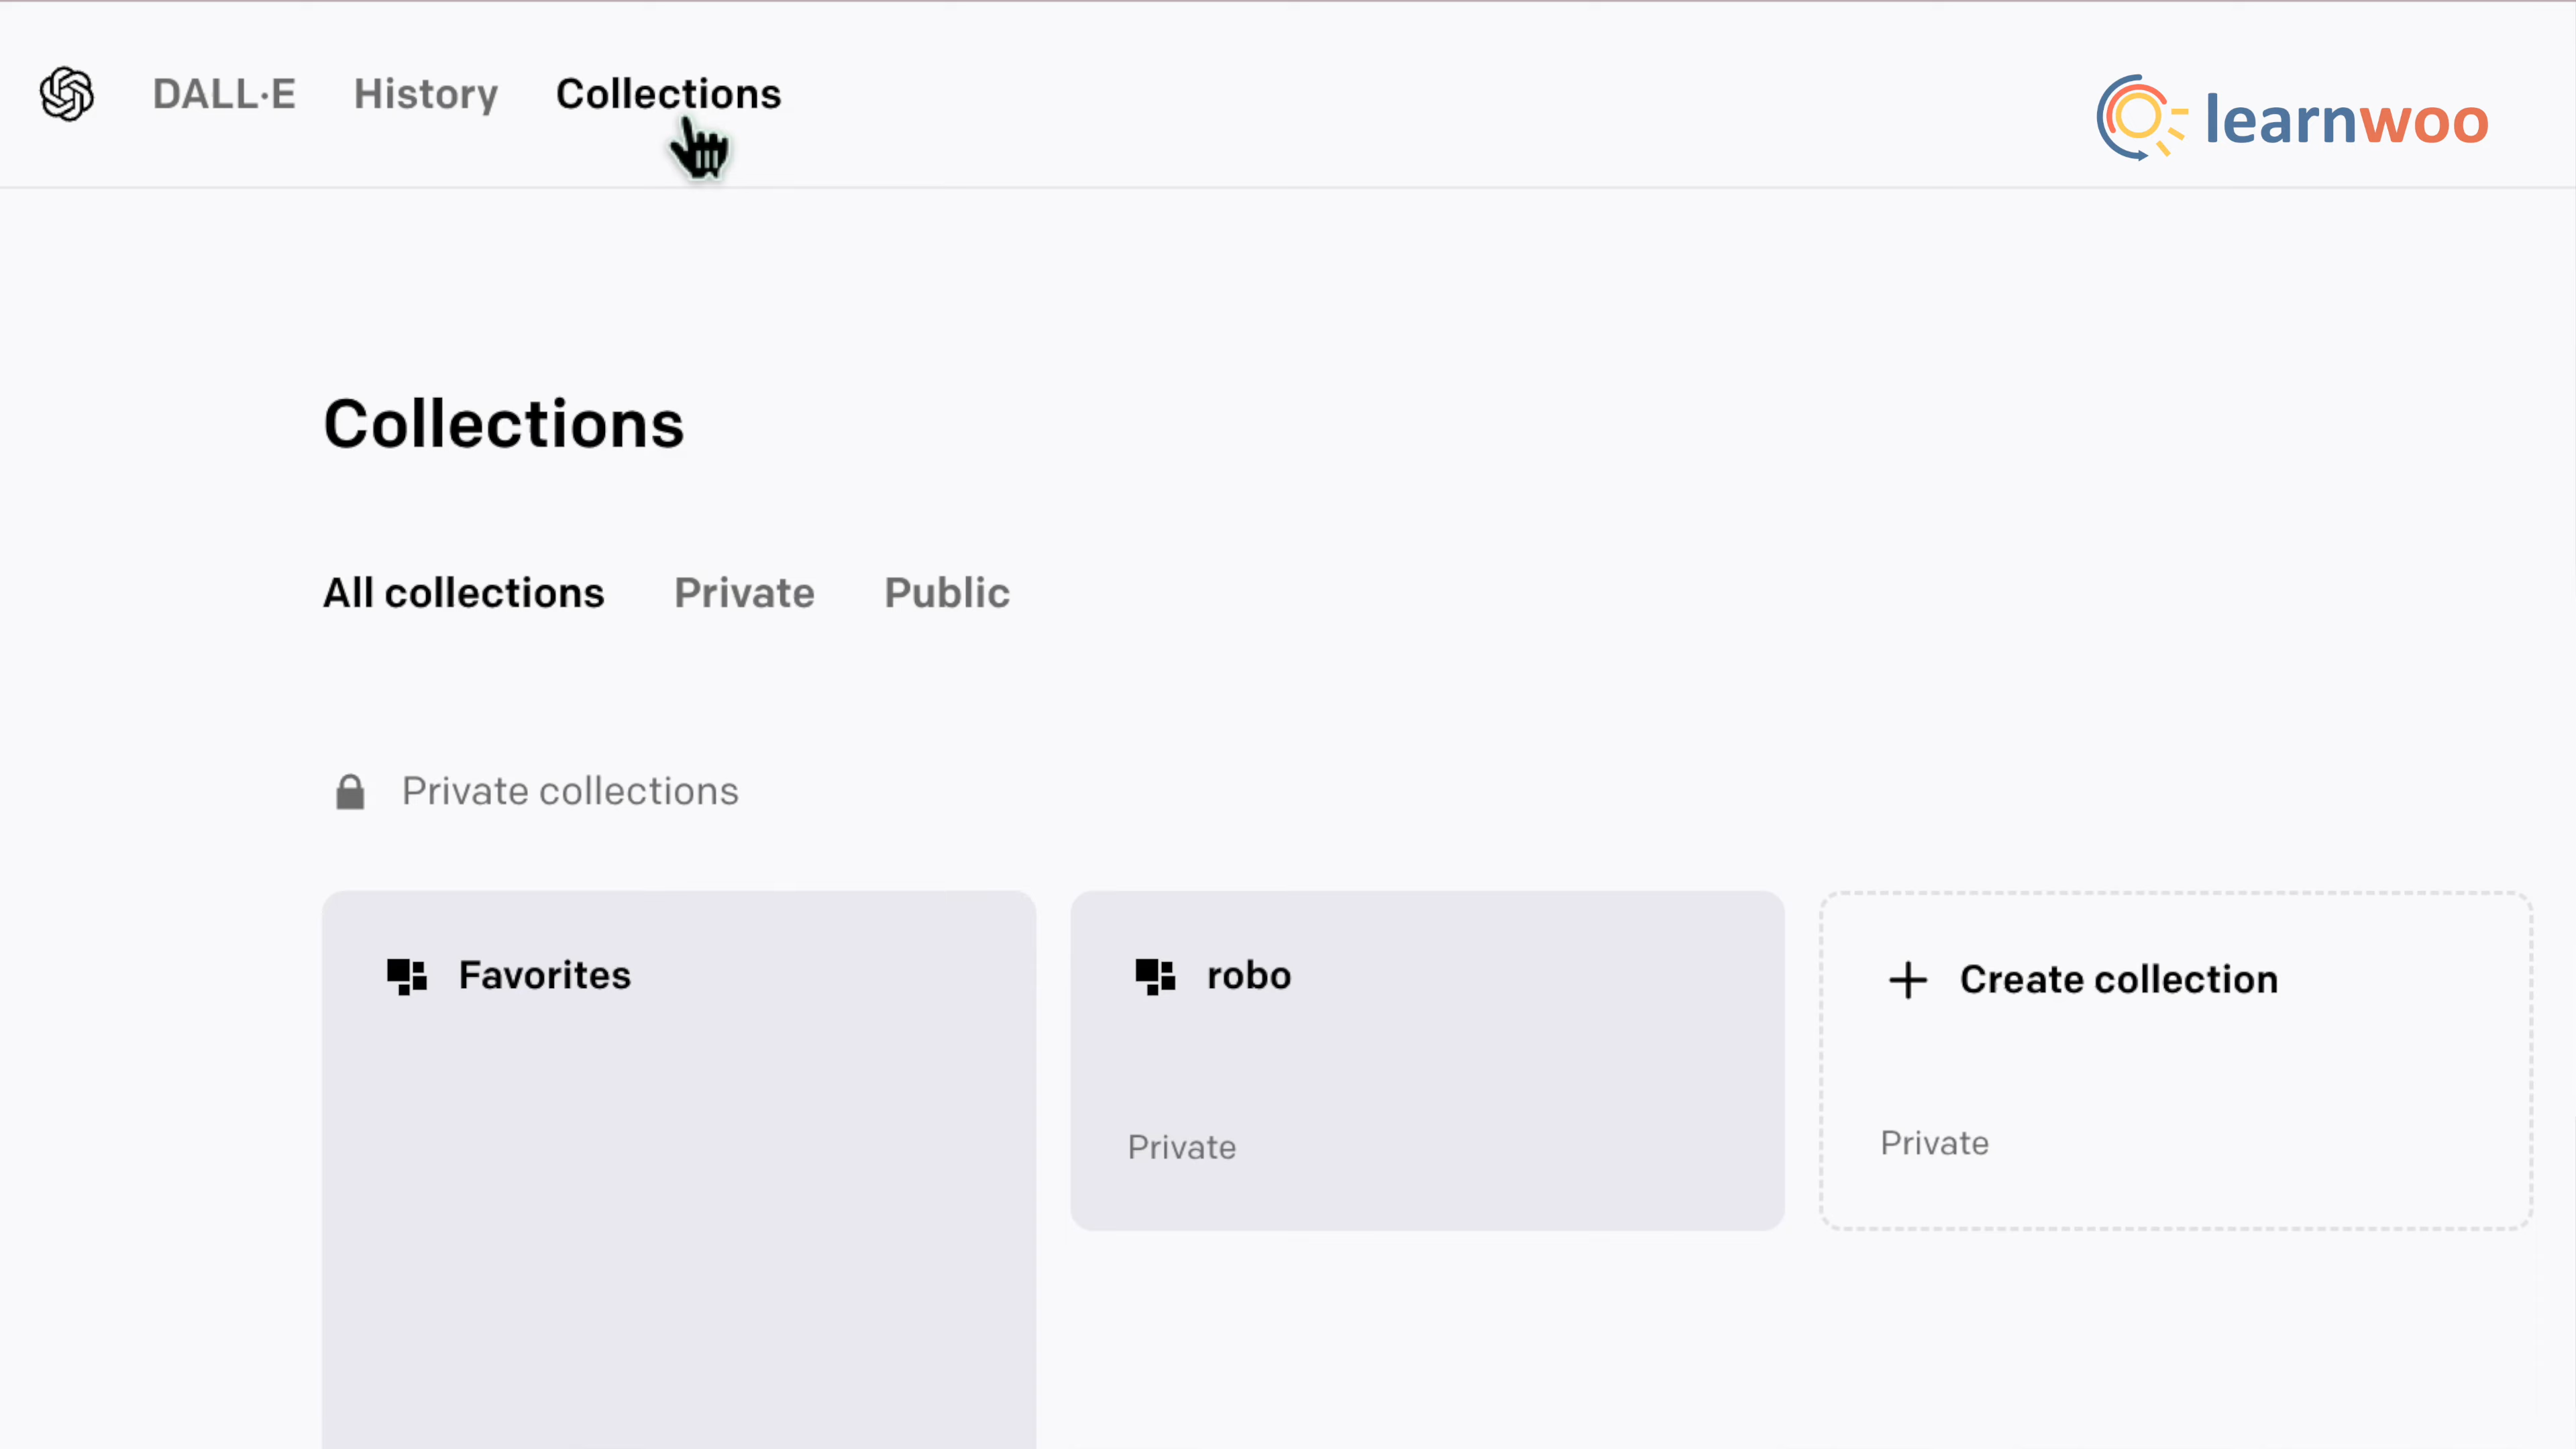 DALL·E History Collections
learnwoo
Collections
All collections Private Public
Private collections
Favorites
robo
Private
Create collection
Private